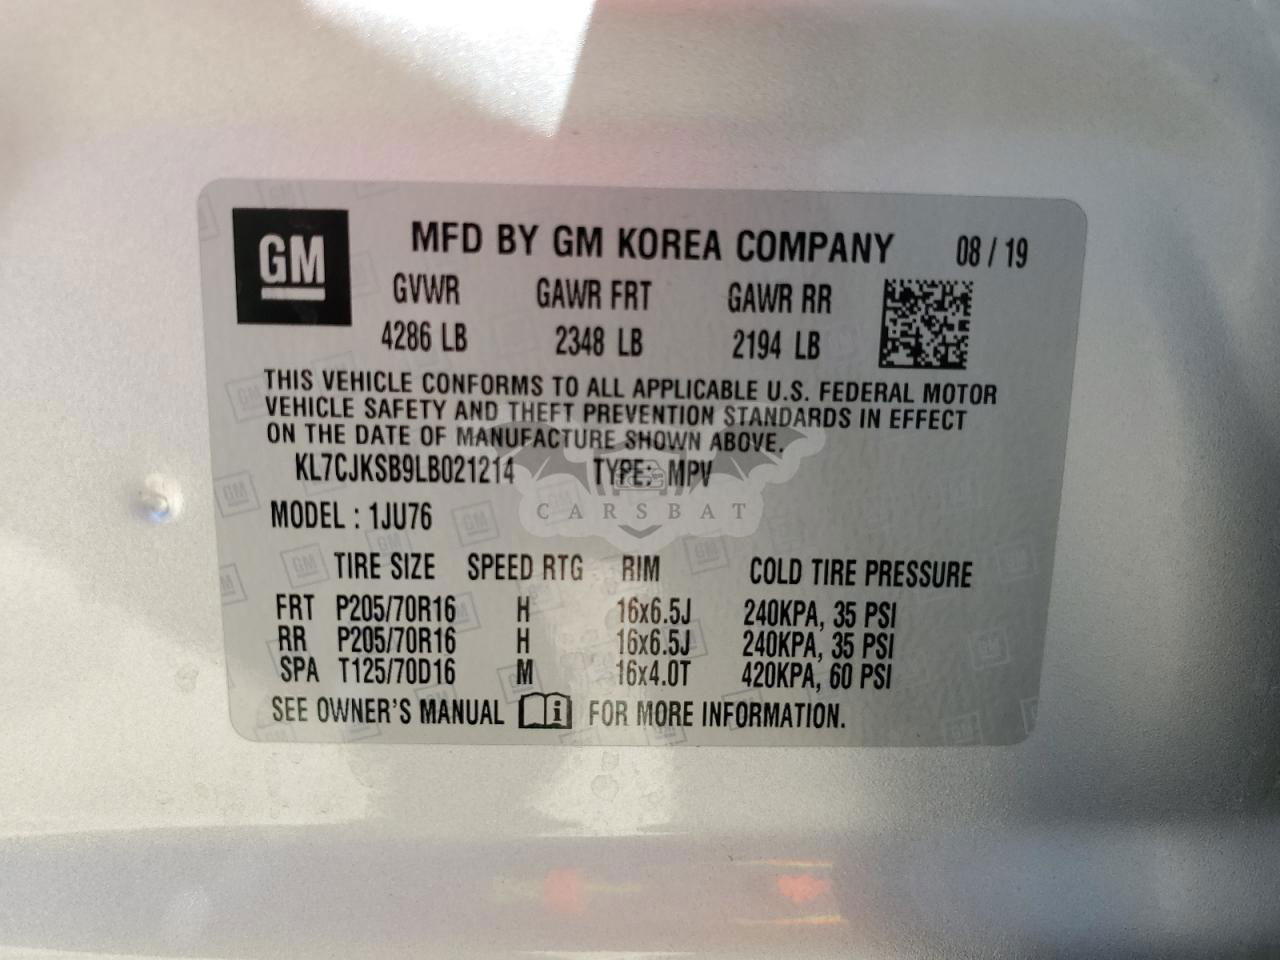 GM
MFD BY GM KOREA COMPANY 08 / 19
GVWR GAWR FRT GAWR RR
4286 LB 2348 LB 2194 LB
THIS VEHICLE CONFORMS TO ALL APPLICABLE U.S. FEDERAL MOTOR
VEHICLE SAFETY AND THEFT PREVENTION STANDARDS IN EFFECT
ON THE DATE OF MANUFACTURE SHOWN ABOVE.
KL7CJKSB9LB021214 TYPE: MPV
CARSBAT
MODEL : 1JU76
TIRE SIZE SPEED RTG RIM COLD TIRE PRESSURE
FRT P205/70R16 H 16x6.5J 240KPA, 35 PSI
RR P205/70R16 H 16x6.5J 240KPA, 35 PSI
SPA T125/70D16 M 16x4.0T 420KPA, 60 PSI
SEE OWNER'S MANUAL i FOR MORE INFORMATION.